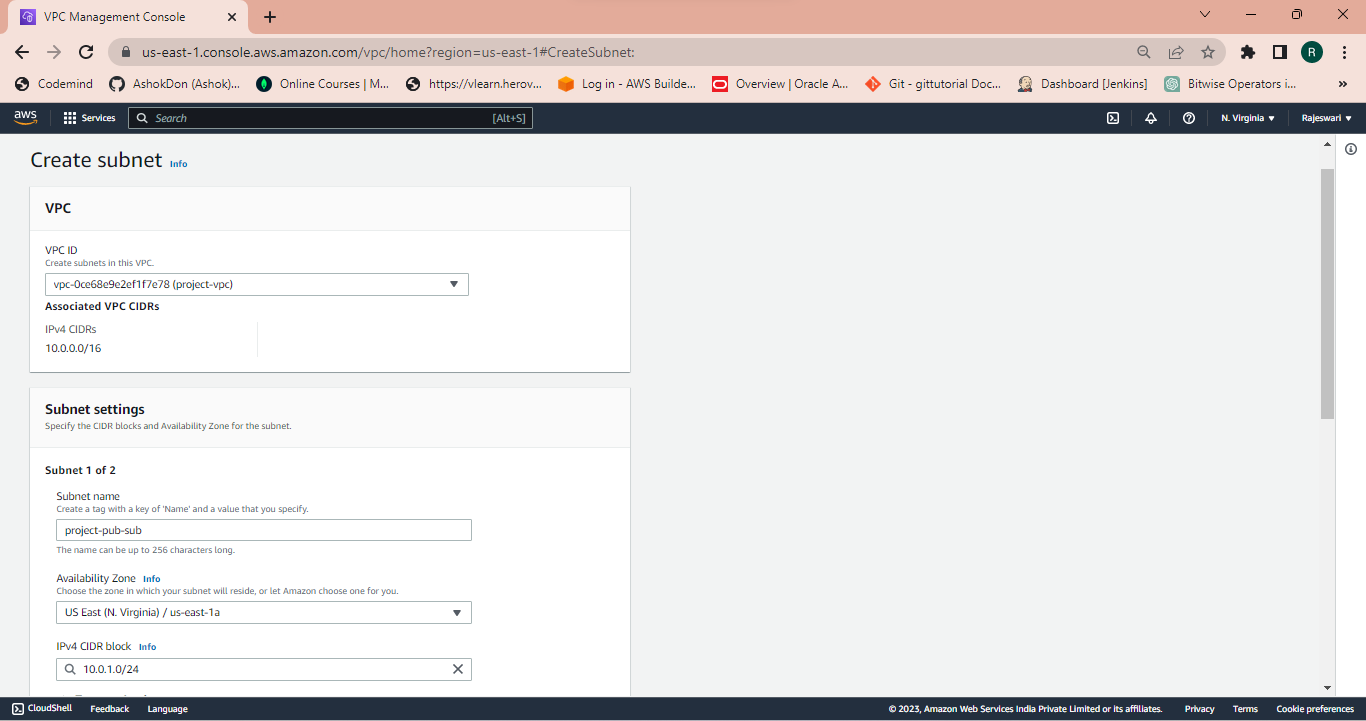 VPC Management Console
us-east-1.console.aws.amazon.com/vpc/home?region=us-east-1#CreateSubnet:
R
Codemind AshokDon (Ashok)... Online Courses | M... https://vlearn.herov... Log in - AWS Builde... Overview | Oracle A... Git - gittutorial Doc... Dashboard [Jenkins] Bitwise Operators i... »
aws Services Search [Alt+S] N. Virginia Rajeswari
Create subnet Info
VPC
VPC ID
Create subnets in this VPC.
vpc-0ce68e9e2ef1f7e78 (project-vpc)
Associated VPC CIDRs
IPv4 CIDRs
10.0.0.0/16
Subnet settings
Specify the CIDR blocks and Availability Zone for the subnet.
Subnet 1 of 2
Subnet name
Create a tag with a key of 'Name' and a value that you specify.
project-pub-sub
The name can be up to 256 characters long.
Availability Zone Info
Choose the zone in which your subnet will reside, or let Amazon choose one for you.
US East (N. Virginia) / us-east-1a
IPv4 CIDR block Info
10.0.1.0/24
CloudShell Feedback Language © 2023, Amazon Web Services India Private Limited or its affiliates. Privacy Terms Cookie preferences